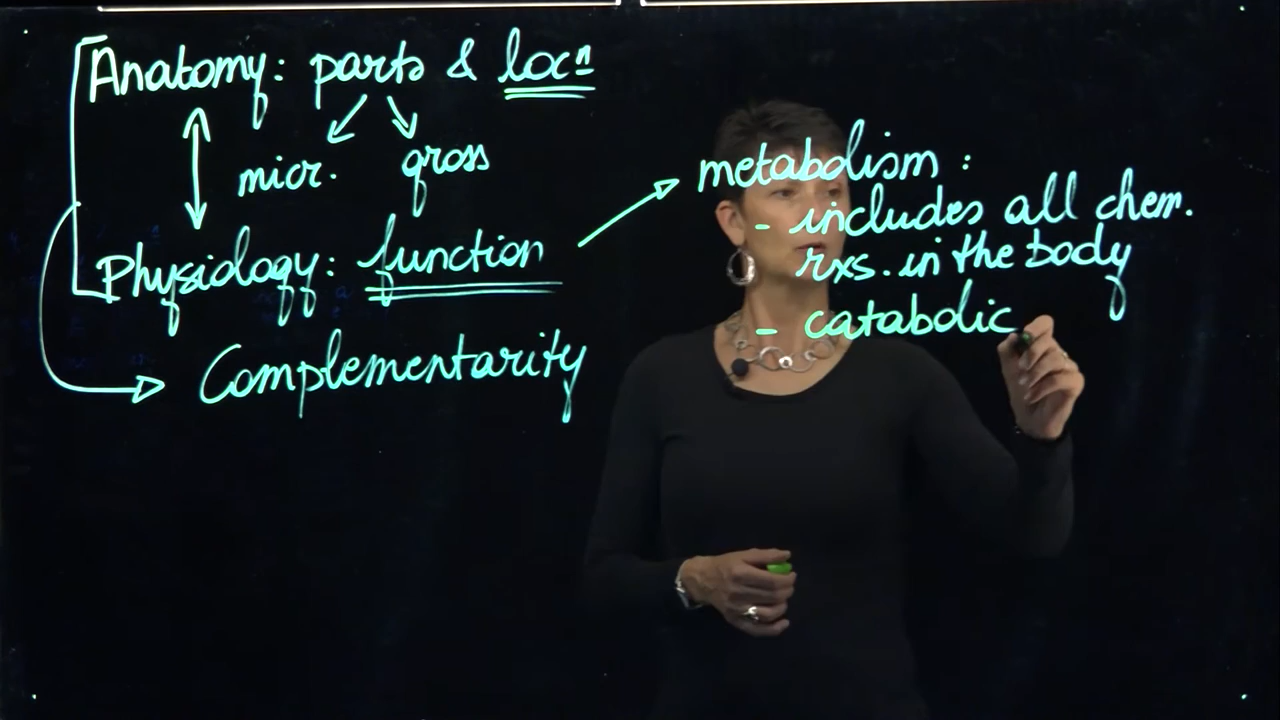 Anatomy: parts & locⁿ
micr. gross
Physiology: function
Complementarity
metabolism:
- includes all chem.
rxs. in the body
- catabolic